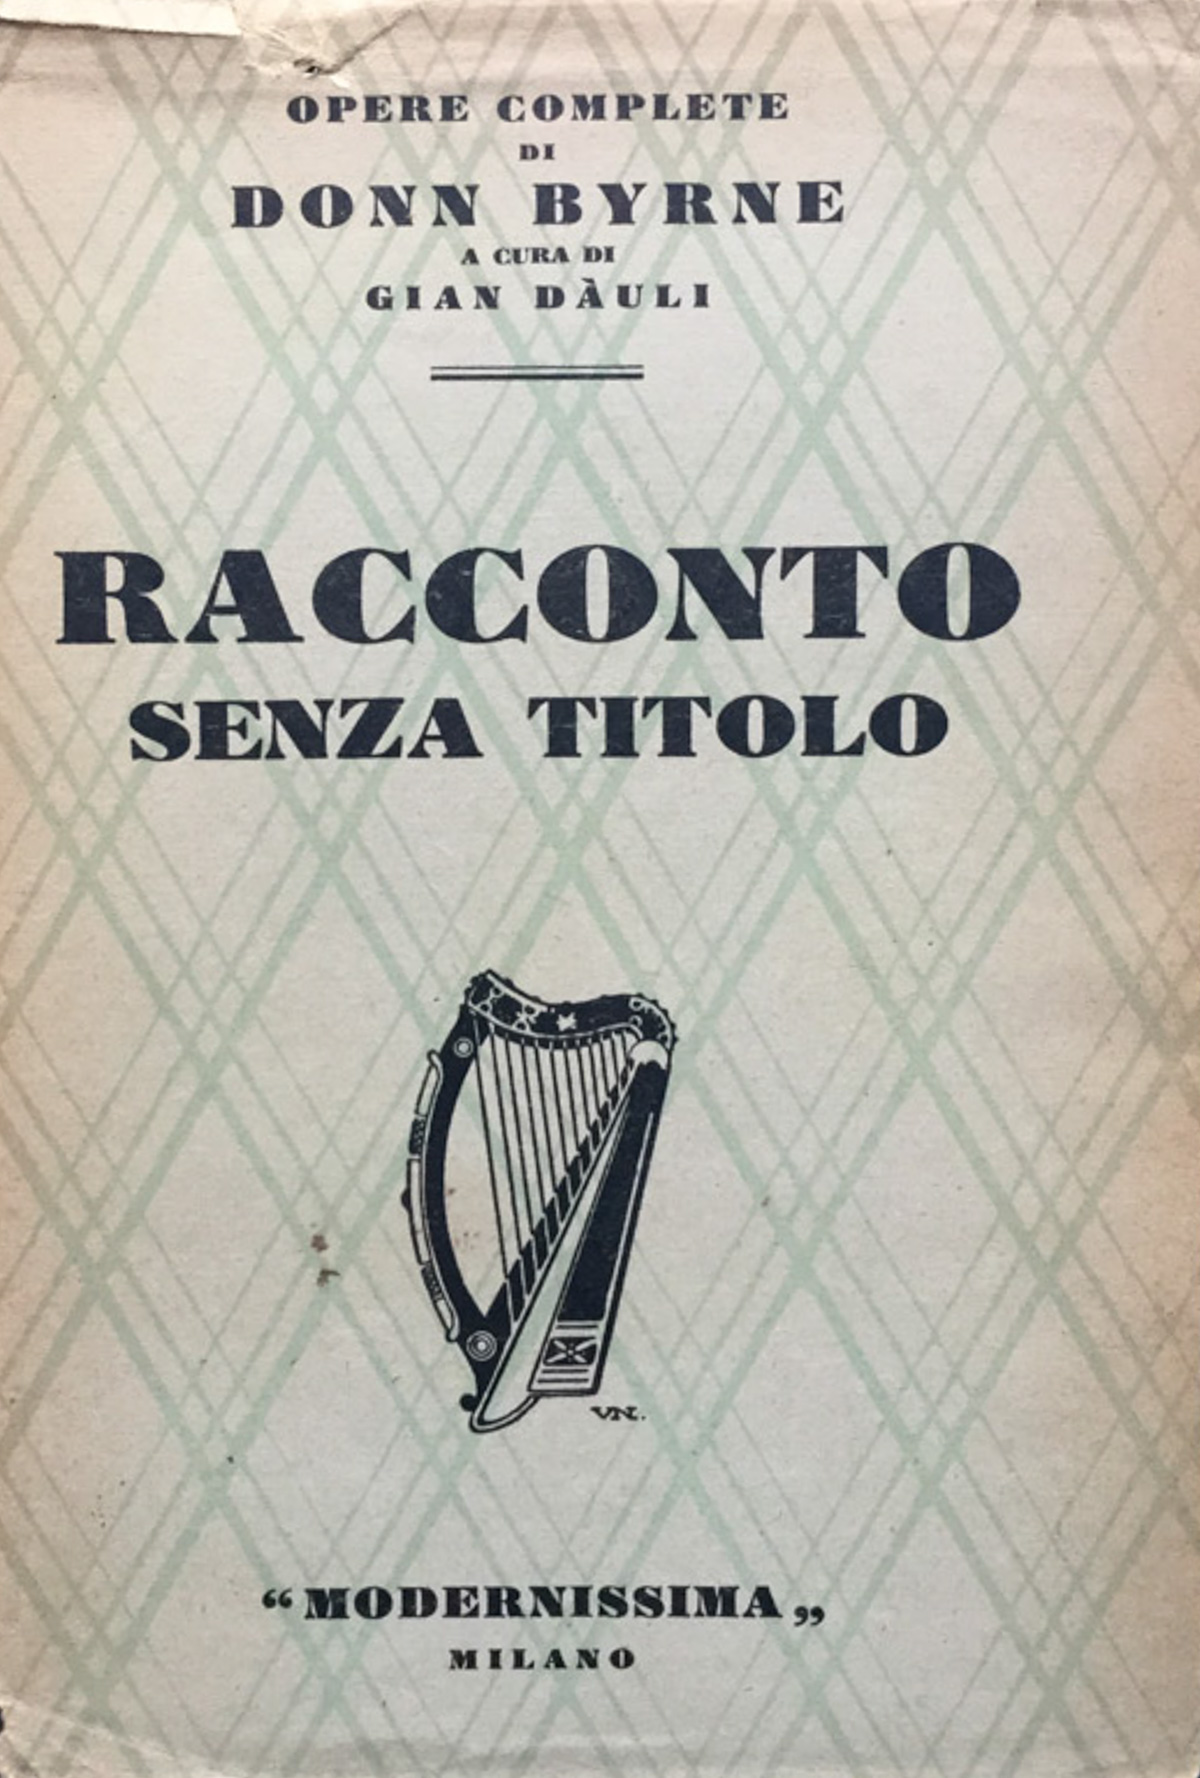 OPERE COMPLETE
DI
DONN BYRNE
A CURA DI
GIAN DÀULI
RACCONTO
SENZA TITOLO
VN.
“MODERNISSIMA„
MILANO